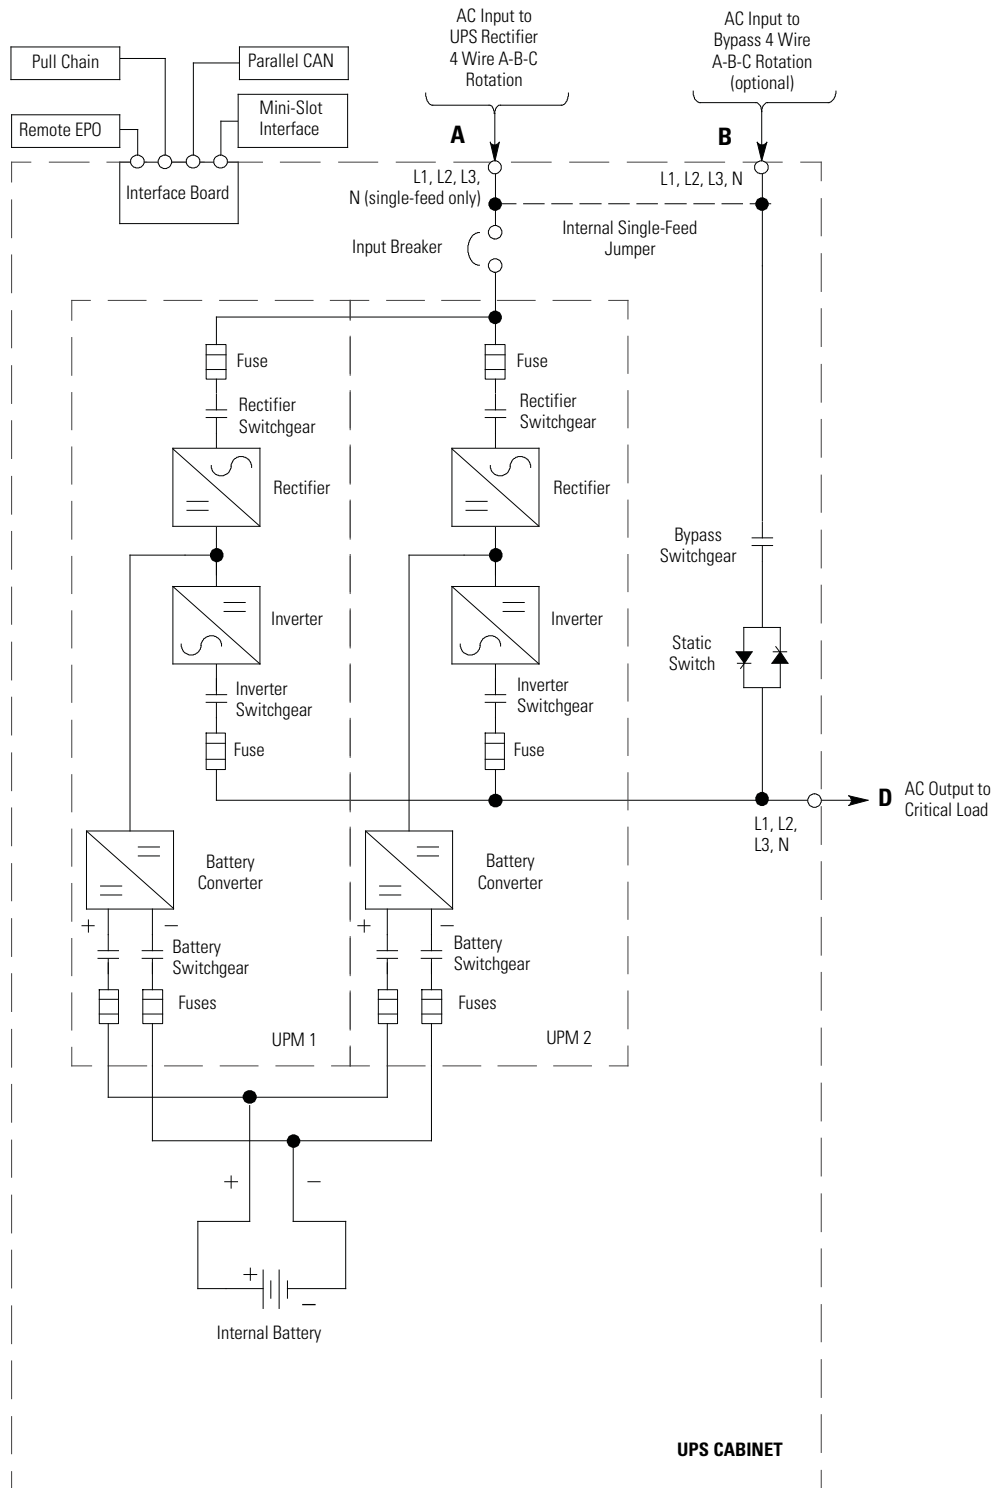 AC Input to
UPS Rectifier
4 Wire A-B-C
Rotation
AC Input to
Bypass 4 Wire
A-B-C Rotation
(optional)
Pull Chain
Parallel CAN
Remote EPO
Mini-Slot
Interface
Interface Board
A
B
L1, L2, L3,
N (single-feed only)
L1, L2, L3, N
Internal Single-Feed
Jumper
Input Breaker
Fuse
Fuse
Rectifier
Switchgear
Rectifier
Switchgear
Rectifier
Rectifier
Bypass
Switchgear
Inverter
Inverter
Static
Switch
Inverter
Switchgear
Inverter
Switchgear
Fuse
Fuse
D
AC Output to
Critical Load
L1, L2,
L3, N
Battery
Converter
Battery
Converter
+
−
+
−
Battery
Switchgear
Battery
Switchgear
Fuses
Fuses
UPM 1
UPM 2
+
−
+
−
Internal Battery
UPS CABINET